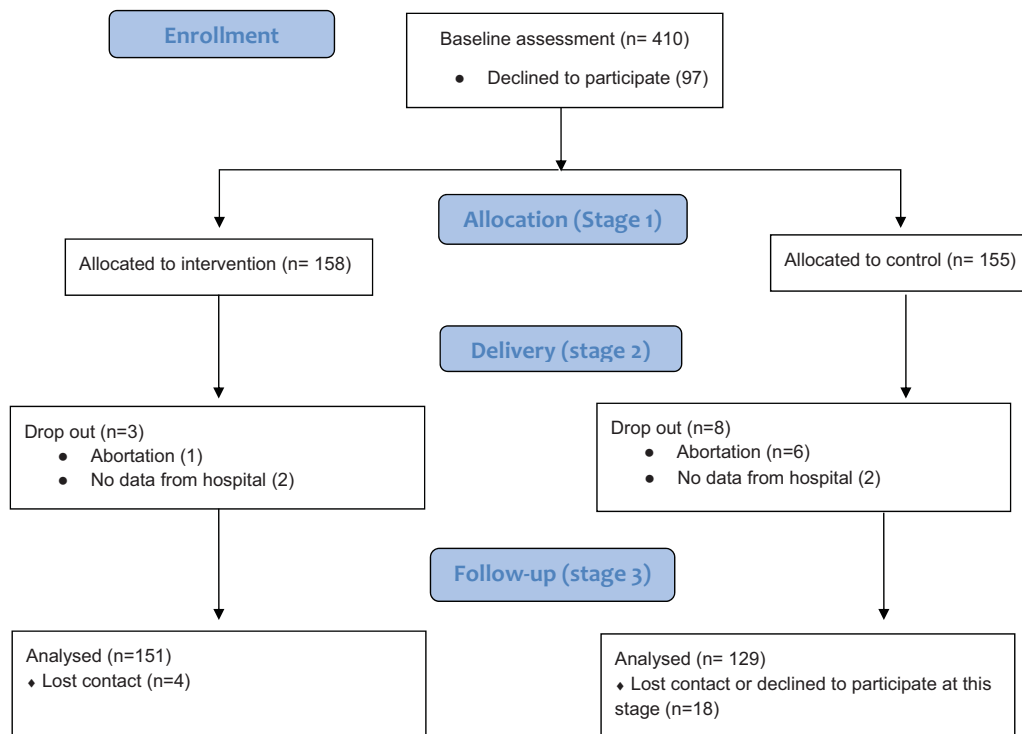 Enrollment
Baseline assessment (n= 410)
● Declined to participate (97)
Allocation (Stage 1)
Allocated to intervention (n= 158)
Allocated to control (n= 155)
Delivery (stage 2)
Drop out (n=3)
● Abortation (1)
● No data from hospital (2)
Drop out (n=8)
● Abortation (n=6)
● No data from hospital (2)
Follow-up (stage 3)
Analysed (n=151)
♦ Lost contact (n=4)
Analysed (n= 129)
♦ Lost contact or declined to participate at this
stage (n=18)